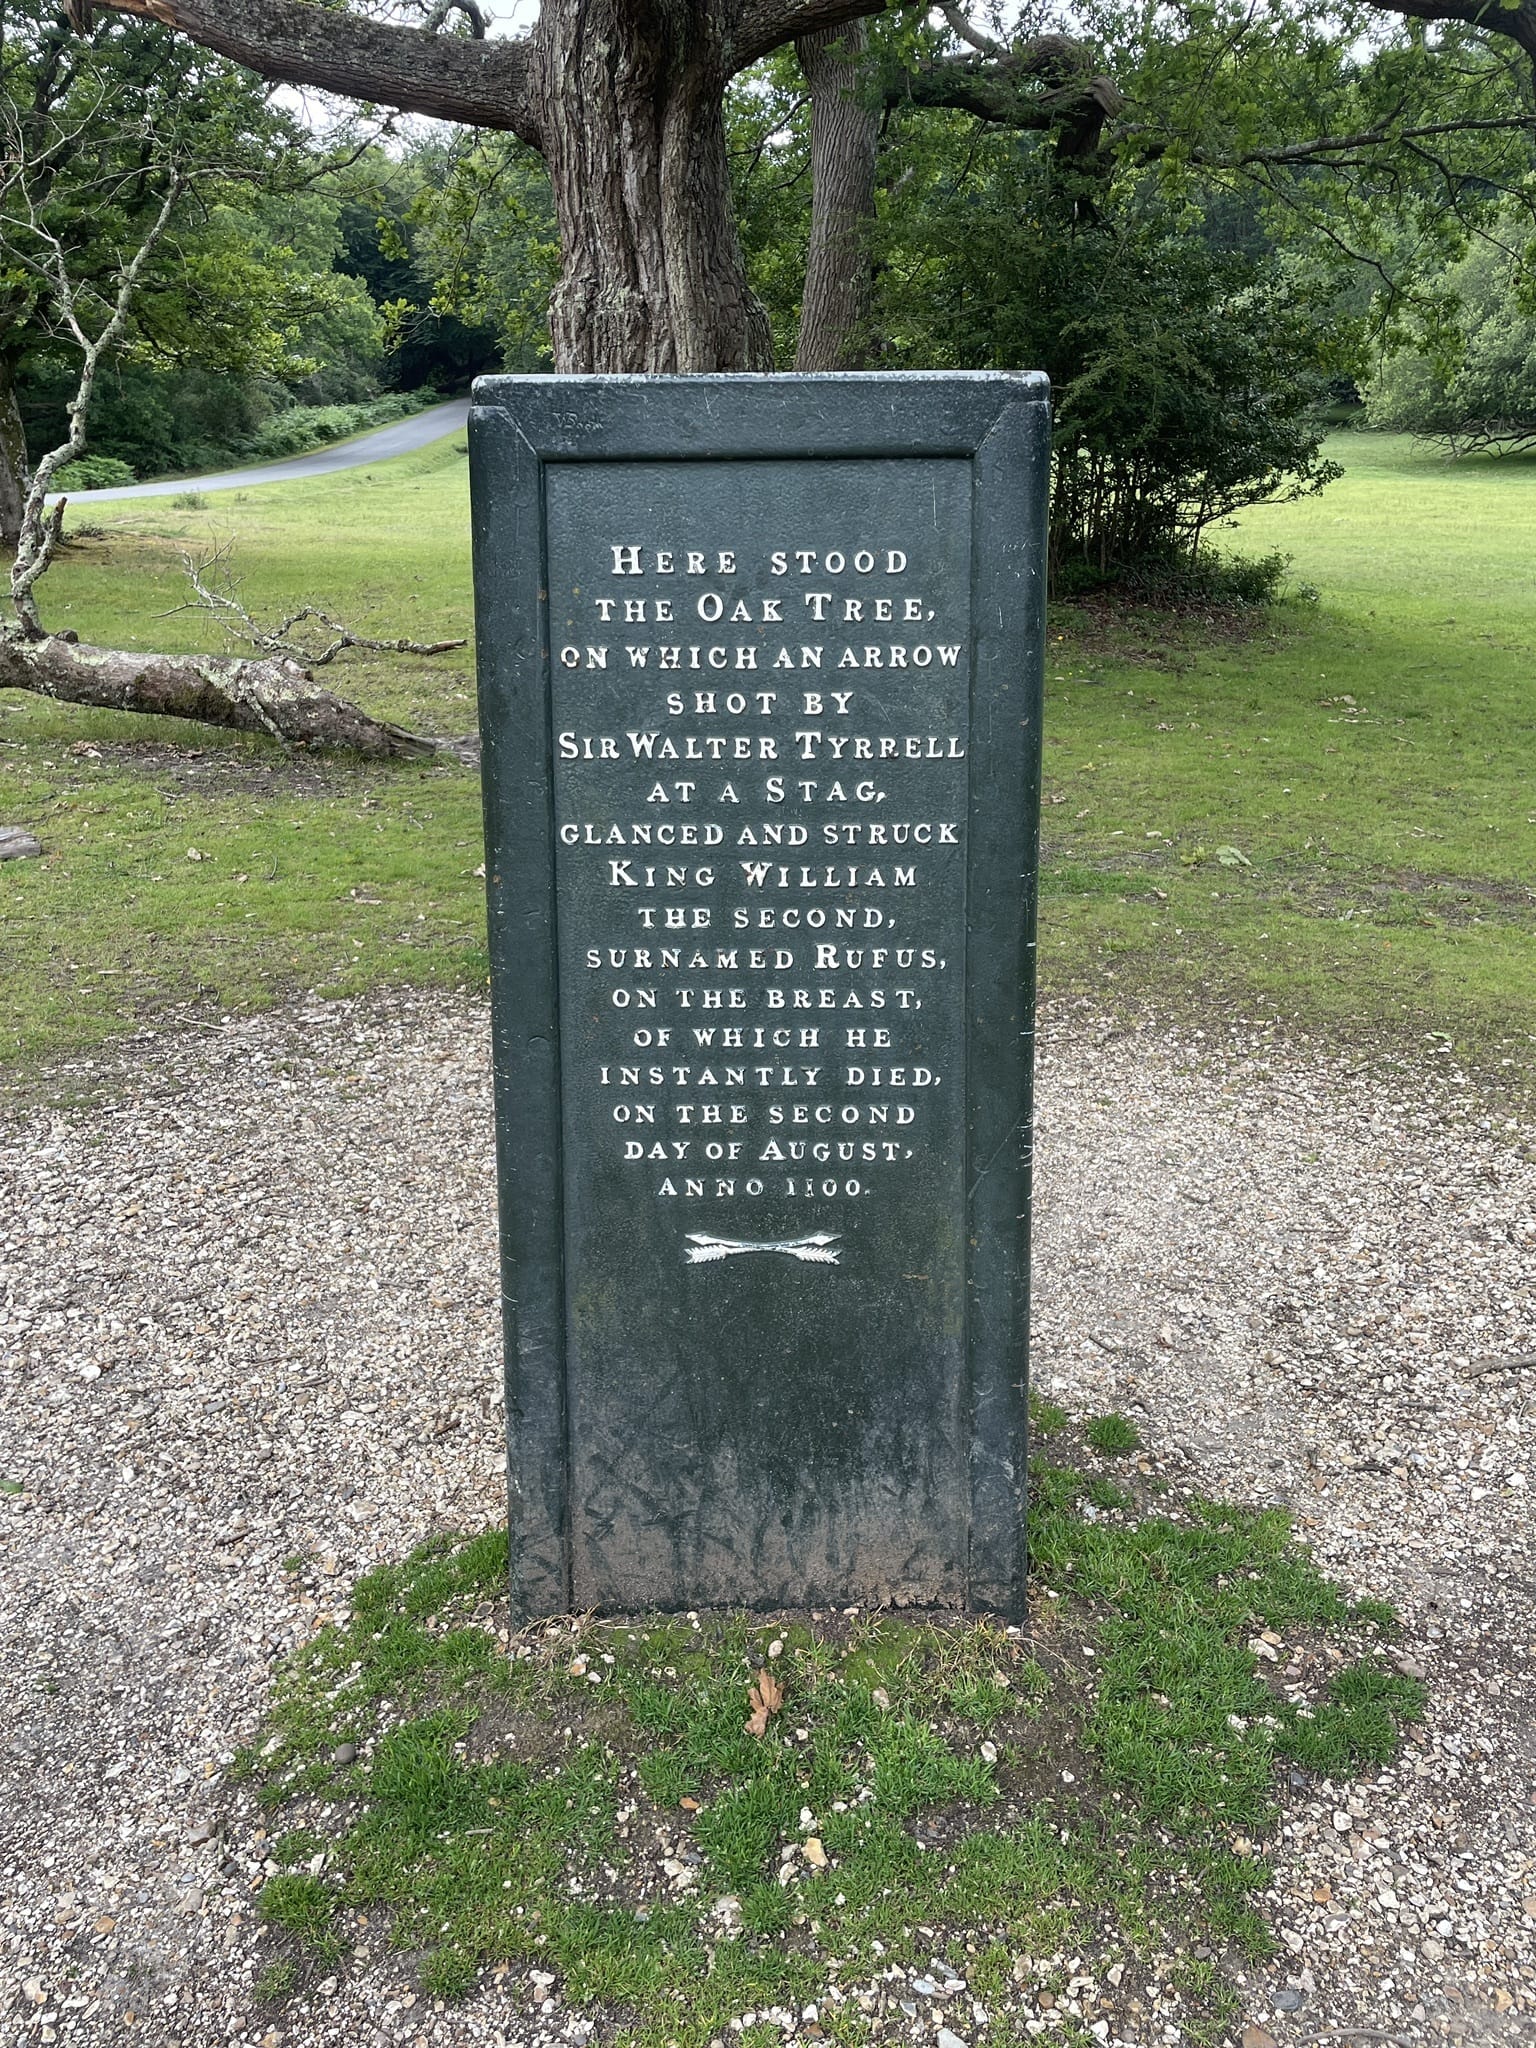 HERE STOOD
THE OAK TREE,
ON WHICH AN ARROW
SHOT BY
SIR WALTER TYRRELL
AT A STAG,
GLANCED AND STRUCK
KING WILLIAM
THE SECOND,
SURNAMED RUFUS,
ON THE BREAST,
OF WHICH HE
INSTANTLY DIED,
ON THE SECOND
DAY OF AUGUST,
ANNO 1100.